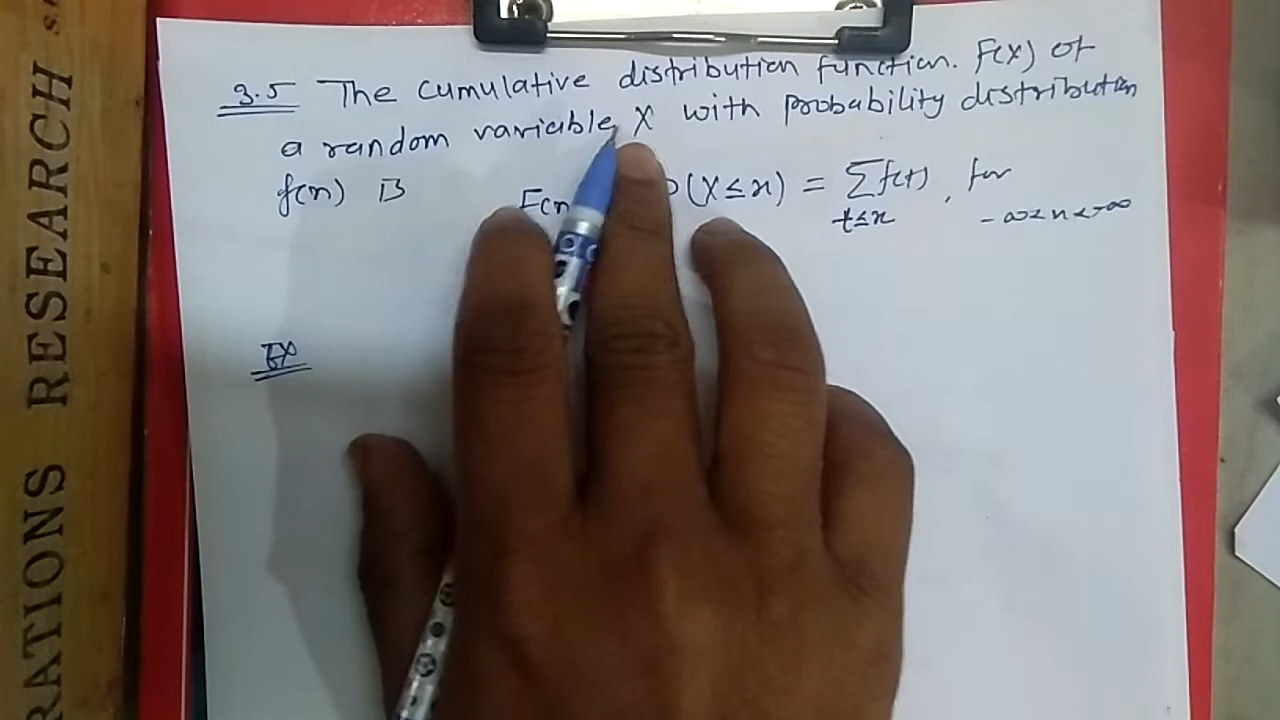 3.5 The cumulative distribution function. F(x) of
a random variable X with probability distribution
f(x) is F(x (X ≤ x) = Σ f(t) , for
t≤x -∞<x<∞
Ex
RATIONS RESEARCH